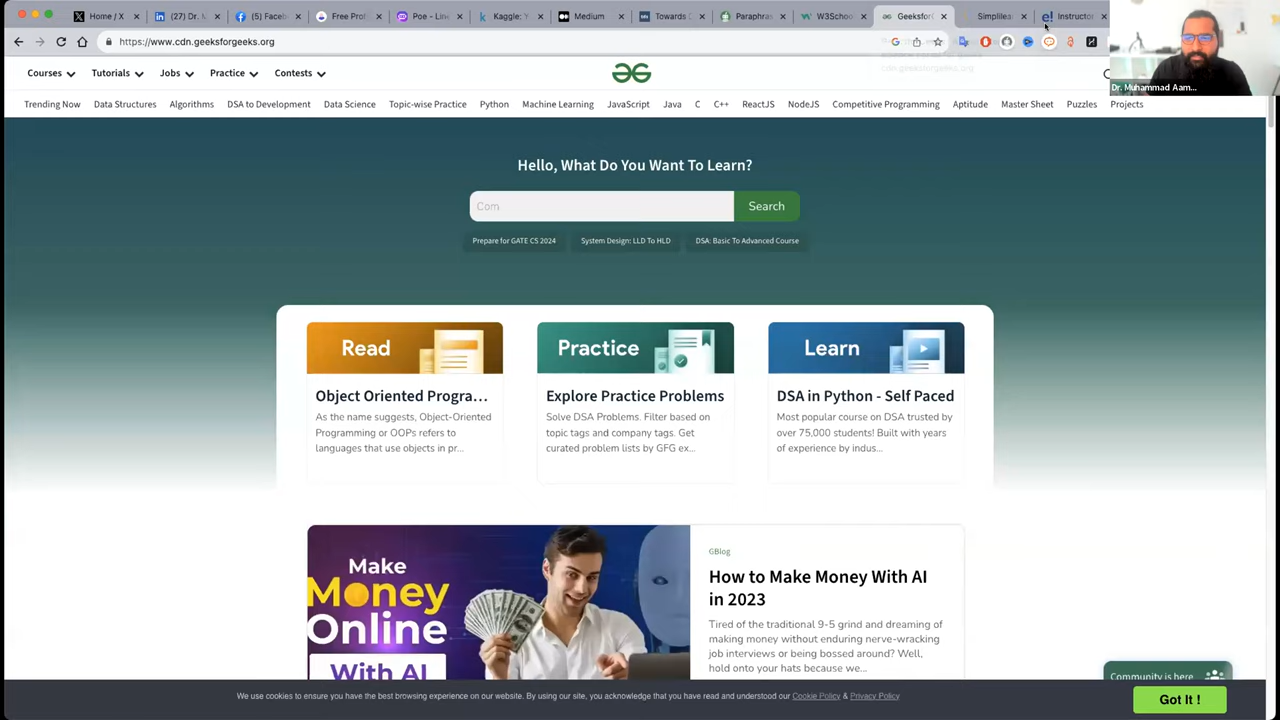 Home / X
(27) Dr. M
(5) Faceb
Free Profi
Poe - Line
Kaggle: Yo
Medium
Towards D
Paraphras
W3Schoo
GeeksforG
Simplilear
Instructor
https://www.cdn.geeksforgeeks.org
cdn.geeksforgeeks.org
Dr. Muhammad Aam...
Courses
Tutorials
Jobs
Practice
Contests
Trending Now
Data Structures
Algorithms
DSA to Development
Data Science
Topic-wise Practice
Python
Machine Learning
JavaScript
Java
C
C++
ReactJS
NodeJS
Competitive Programming
Aptitude
Master Sheet
Puzzles
Projects
Hello, What Do You Want To Learn?
Com
Search
Prepare for GATE CS 2024
System Design: LLD To HLD
DSA: Basic To Advanced Course
Read
Object Oriented Progra...
As the name suggests, Object-Oriented
Programming or OOPs refers to
languages that use objects in pr...
Practice
Explore Practice Problems
Solve DSA Problems. Filter based on
topic tags and company tags. Get
curated problem lists by GFG ex...
Learn
DSA in Python - Self Paced
Most popular course on DSA trusted by
over 75,000 students! Built with years
of experience by indus...
Make
Money
Online
With AI
GBlog
How to Make Money With AI
in 2023
Tired of the traditional 9-5 grind and dreaming of
making money without enduring nerve-wracking
job interviews or being bossed around? Well,
hold onto your hats because we...
Community is here
We use cookies to ensure you have the best browsing experience on our website. By using our site, you acknowledge that you have read and understood our Cookie Policy & Privacy Policy
Got It !